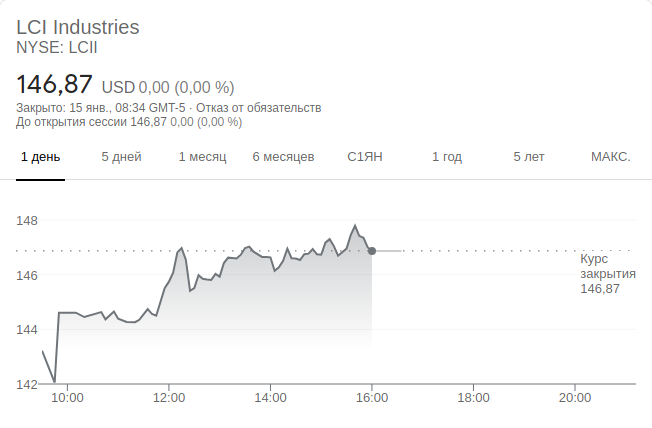 LCI Industries
NYSE: LCII
146,87 USD 0,00 (0,00 %)
Закрыто: 15 янв., 08:34 GMT-5 · Отказ от обязательств
До открытия сессии 146,87 0,00 (0,00 %)
1 день 5 дней 1 месяц 6 месяцев С1ЯН 1 год 5 лет МАКС.
148
146
144
142
Курс
закрытия
146,87
10:00 12:00 14:00 16:00 18:00 20:00